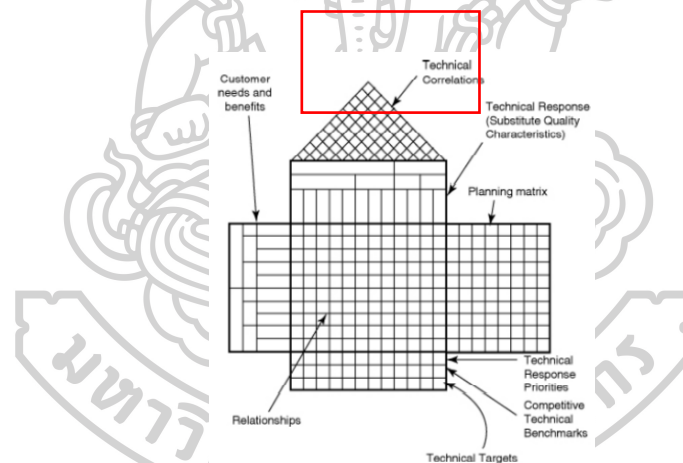 Technical
Correlations
Customer
needs and
benefits
Technical Response
(Substitute Quality
Characteristics)
Planning matrix
Technical
Response
Priorities
Competitive
Technical
Benchmarks
Relationships
Technical Targets